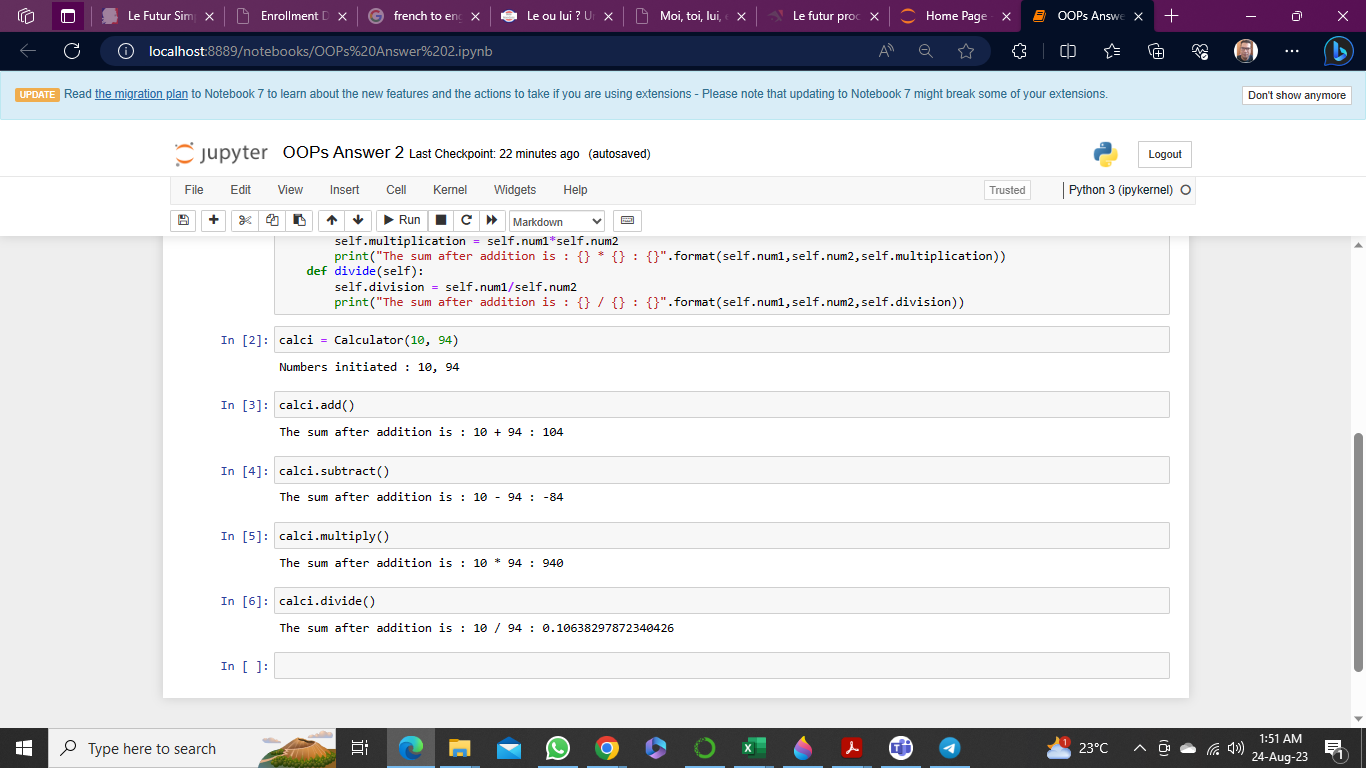 Le Futur Sim
Enrollment D
french to eng
Le ou lui ? U
Moi, toi, lui, e
Le futur proc
Home Page
OOPs Answe
localhost:8889/notebooks/OOPs%20Answer%202.ipynb
UPDATE Read the migration plan to Notebook 7 to learn about the new features and the actions to take if you are using extensions - Please note that updating to Notebook 7 might break some of your extensions.
Don't show anymore
jupyter OOPs Answer 2 Last Checkpoint: 22 minutes ago (autosaved)
Logout
File Edit View Insert Cell Kernel Widgets Help
Trusted
Python 3 (ipykernel)
Run
Markdown
self.multiplication = self.num1*self.num2
print("The sum after addition is : {} * {} : {}".format(self.num1,self.num2,self.multiplication))
def divide(self):
self.division = self.num1/self.num2
print("The sum after addition is : {} / {} : {}".format(self.num1,self.num2,self.division))
In [2]: calci = Calculator(10, 94)
Numbers initiated : 10, 94
In [3]: calci.add()
The sum after addition is : 10 + 94 : 104
In [4]: calci.subtract()
The sum after addition is : 10 - 94 : -84
In [5]: calci.multiply()
The sum after addition is : 10 * 94 : 940
In [6]: calci.divide()
The sum after addition is : 10 / 94 : 0.10638297872340426
In [ ]:
Type here to search
1
23°C
1:51 AM
24-Aug-23
1